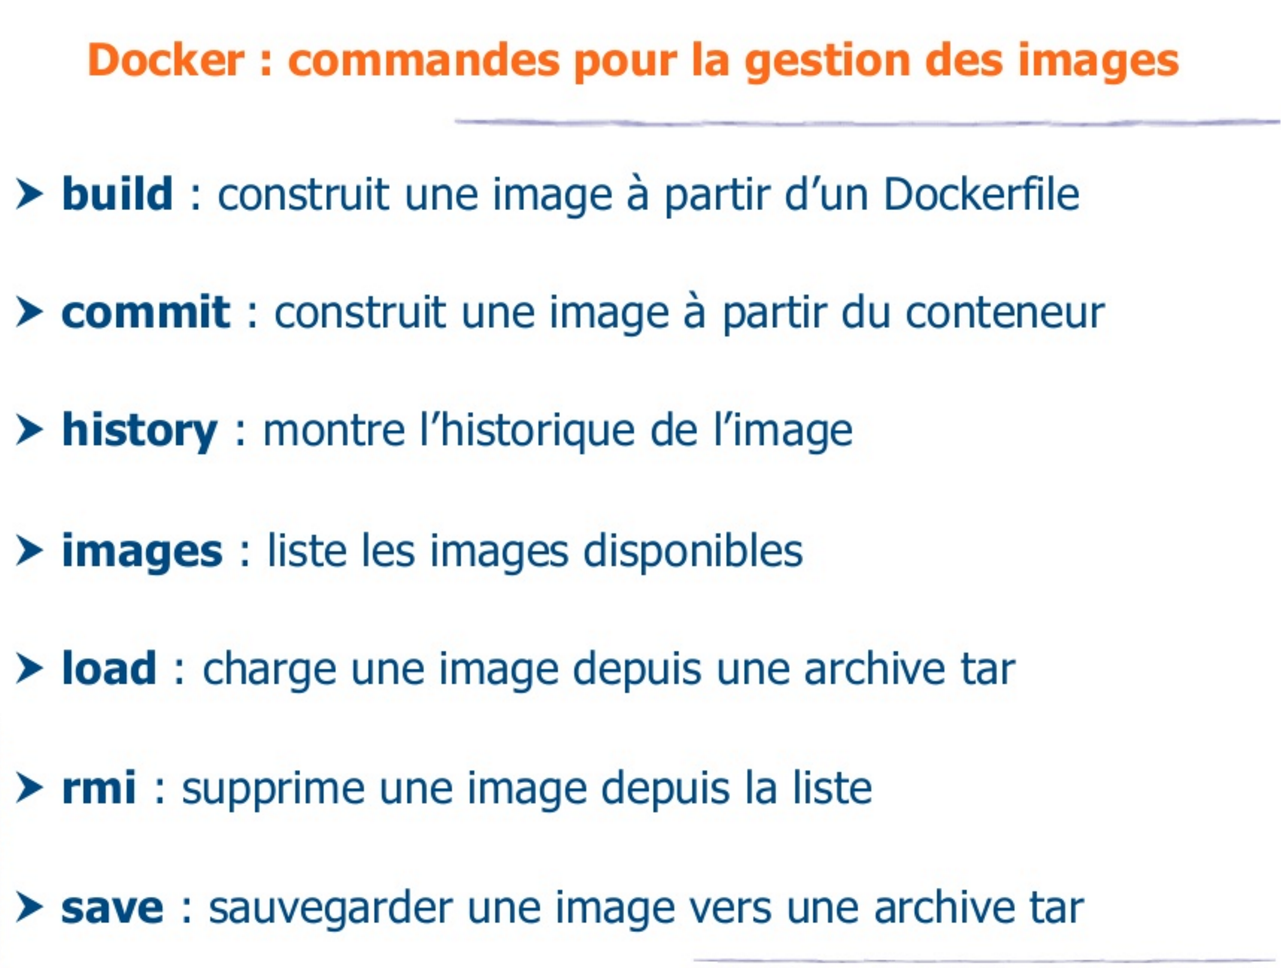 Docker : commandes pour la gestion des images
➤ build : construit une image à partir d’un Dockerfile
➤ commit : construit une image à partir du conteneur
➤ history : montre l’historique de l’image
➤ images : liste les images disponibles
➤ load : charge une image depuis une archive tar
➤ rmi : supprime une image depuis la liste
➤ save : sauvegarder une image vers une archive tar